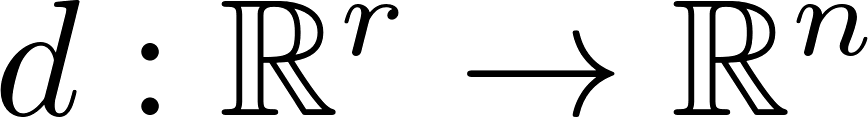 d : ℝ^r → ℝ^n